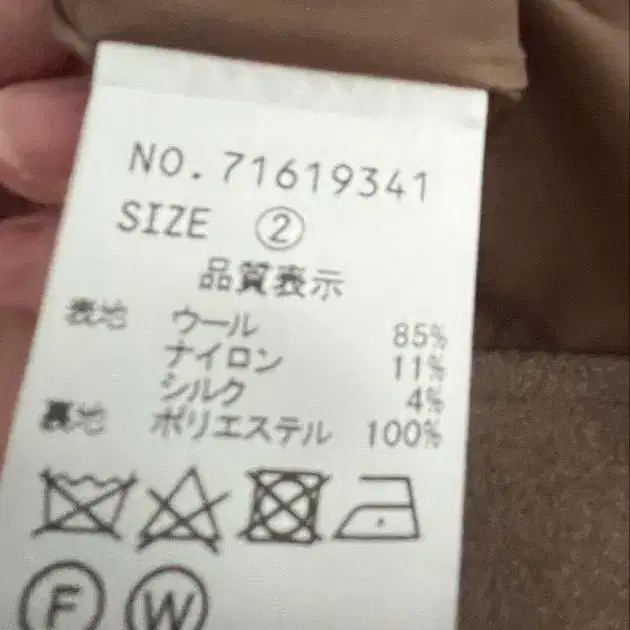 NO. 71619341
SIZE ②
品質表示
表地 ウール 85%
ナイロン 11%
シルク 4%
裏地 ポリエステル 100%
F W